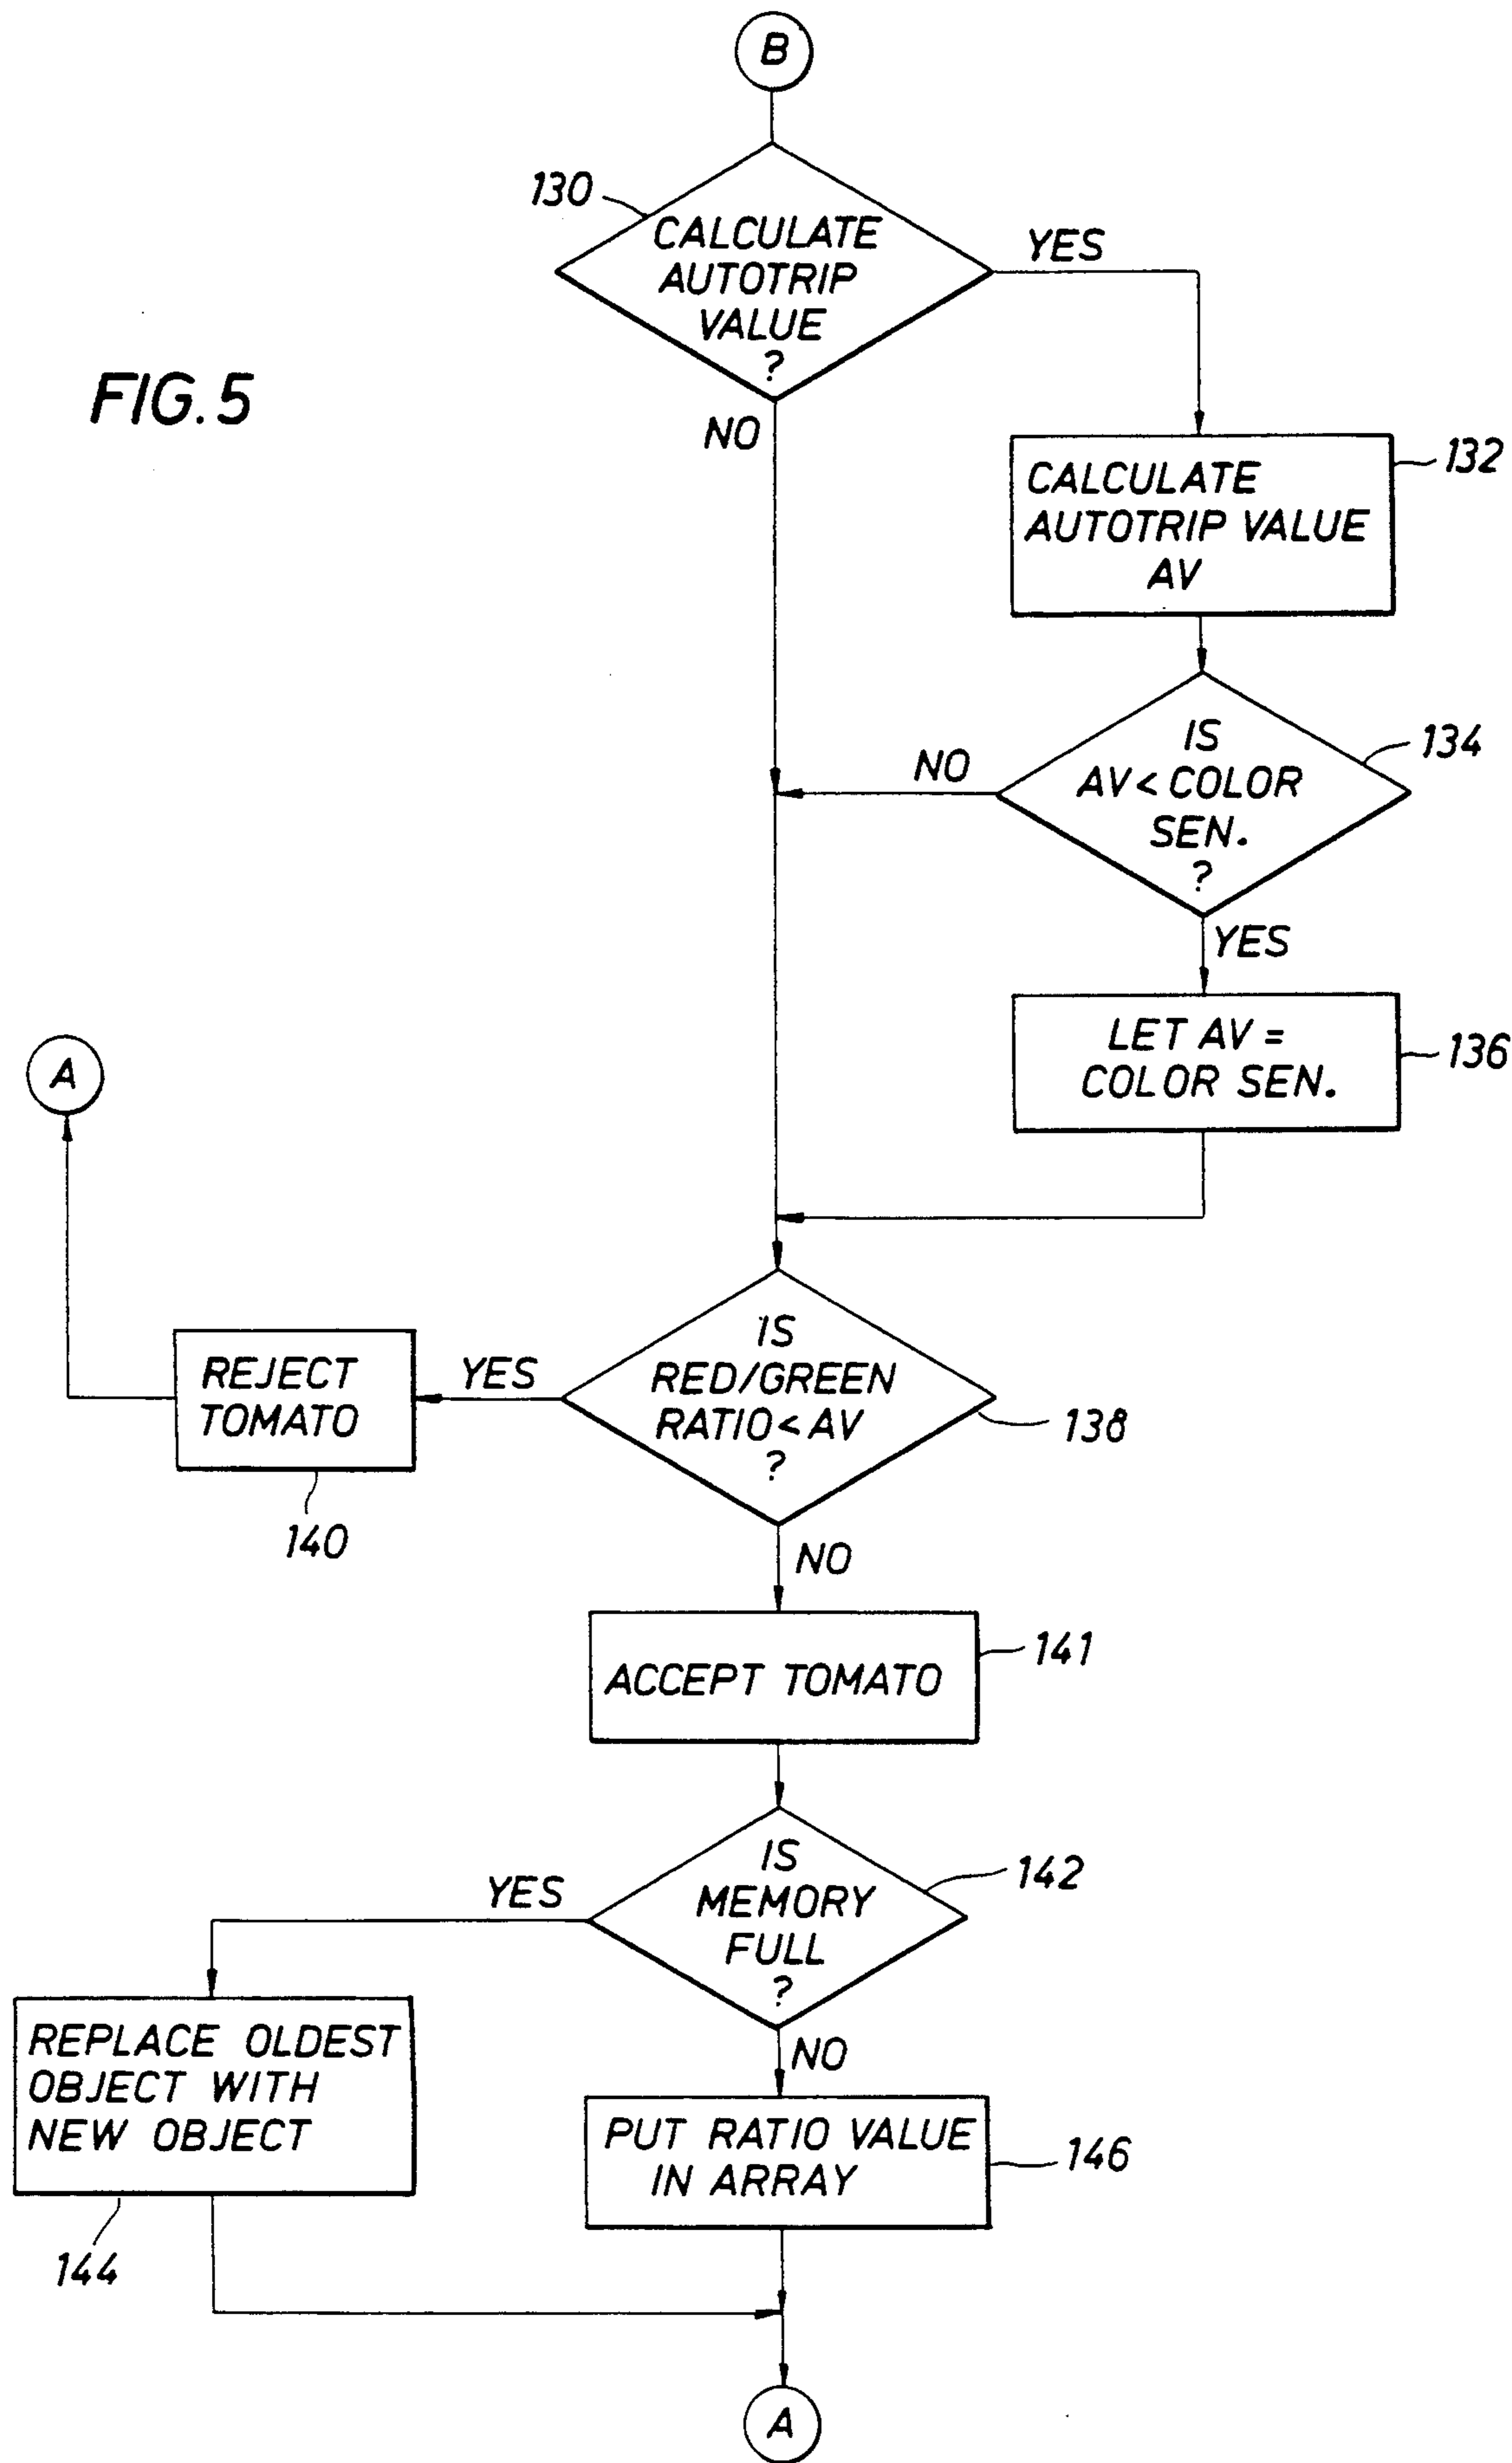 B
130
CALCULATE
AUTOTRIP
VALUE
?
YES
NO
FIG. 5
CALCULATE
AUTOTRIP VALUE
AV
132
IS
AV < COLOR
SEN.
?
134
NO
YES
LET AV =
COLOR SEN.
136
A
IS
RED/GREEN
RATIO < AV
?
138
YES
REJECT
TOMATO
140
NO
ACCEPT TOMATO
141
IS
MEMORY
FULL
?
142
YES
REPLACE OLDEST
OBJECT WITH
NEW OBJECT
144
NO
PUT RATIO VALUE
IN ARRAY
146
A